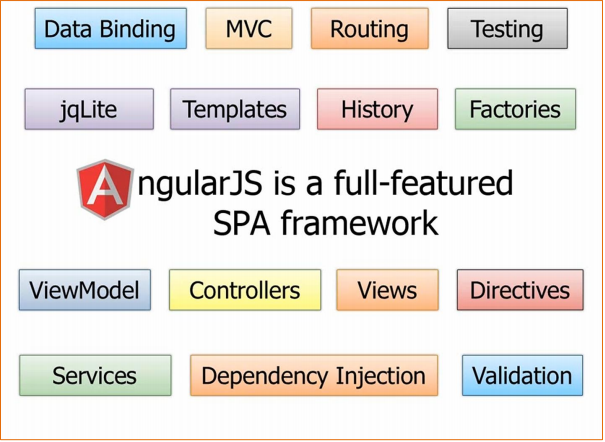 Data Binding
MVC
Routing
Testing
jqLite
Templates
History
Factories
AngularJS is a full-featured
SPA framework
ViewModel
Controllers
Views
Directives
Services
Dependency Injection
Validation